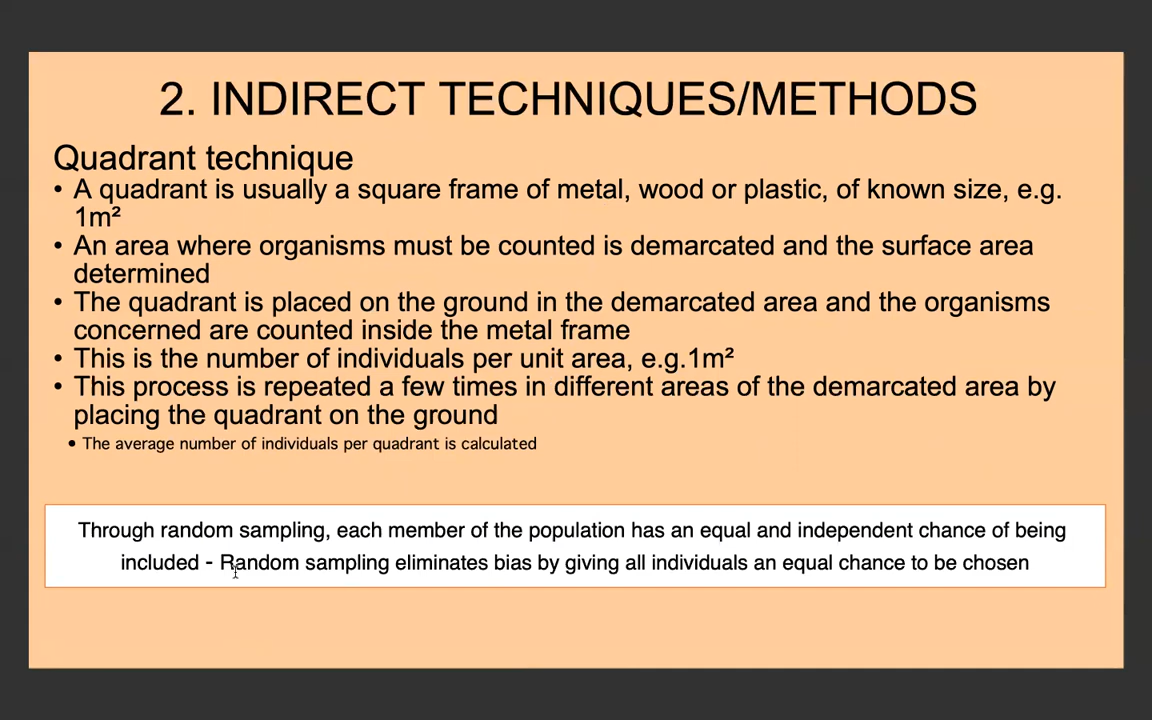 2. INDIRECT TECHNIQUES/METHODS
Quadrant technique
• A quadrant is usually a square frame of metal, wood or plastic, of known size, e.g.
1m²
• An area where organisms must be counted is demarcated and the surface area
determined
• The quadrant is placed on the ground in the demarcated area and the organisms
concerned are counted inside the metal frame
• This is the number of individuals per unit area, e.g.1m²
• This process is repeated a few times in different areas of the demarcated area by
placing the quadrant on the ground
• The average number of individuals per quadrant is calculated
Through random sampling, each member of the population has an equal and independent chance of being
included - Random sampling eliminates bias by giving all individuals an equal chance to be chosen